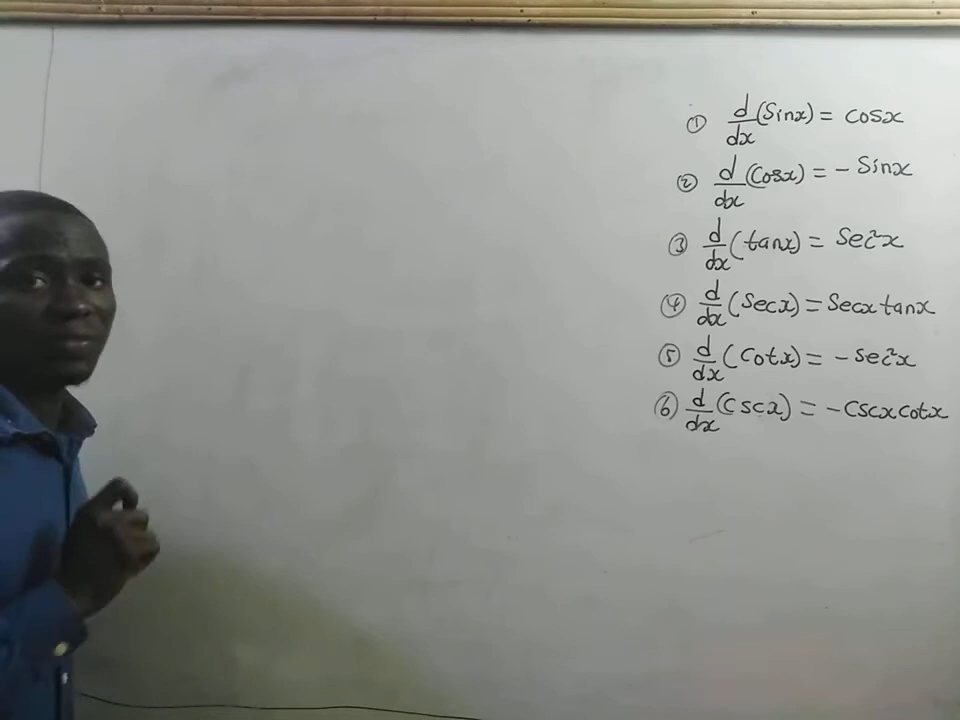 ① d/dx (Sinx) = cosx
② d/dx (Cosx) = - Sinx
③ d/dx (tanx) = Sec²x
④ d/dx (Secx) = Secx tanx
⑤ d/dx (Cotx) = - Sec²x
⑥ d/dx (Cscx) = - Cscx cotx